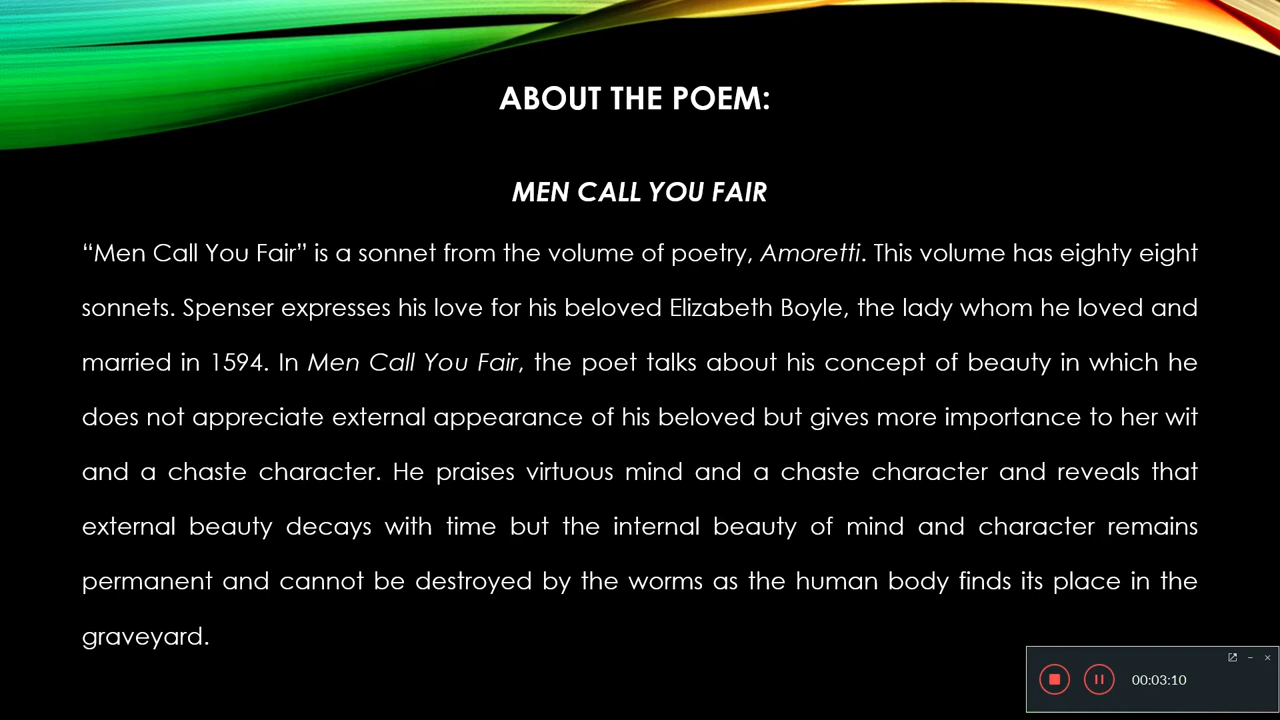 ABOUT THE POEM:
MEN CALL YOU FAIR
“Men Call You Fair” is a sonnet from the volume of poetry, Amoretti. This volume has eighty eight
sonnets. Spenser expresses his love for his beloved Elizabeth Boyle, the lady whom he loved and
married in 1594. In Men Call You Fair, the poet talks about his concept of beauty in which he
does not appreciate external appearance of his beloved but gives more importance to her wit
and a chaste character. He praises virtuous mind and a chaste character and reveals that
external beauty decays with time but the internal beauty of mind and character remains
permanent and cannot be destroyed by the worms as the human body finds its place in the
graveyard.
00:03:10